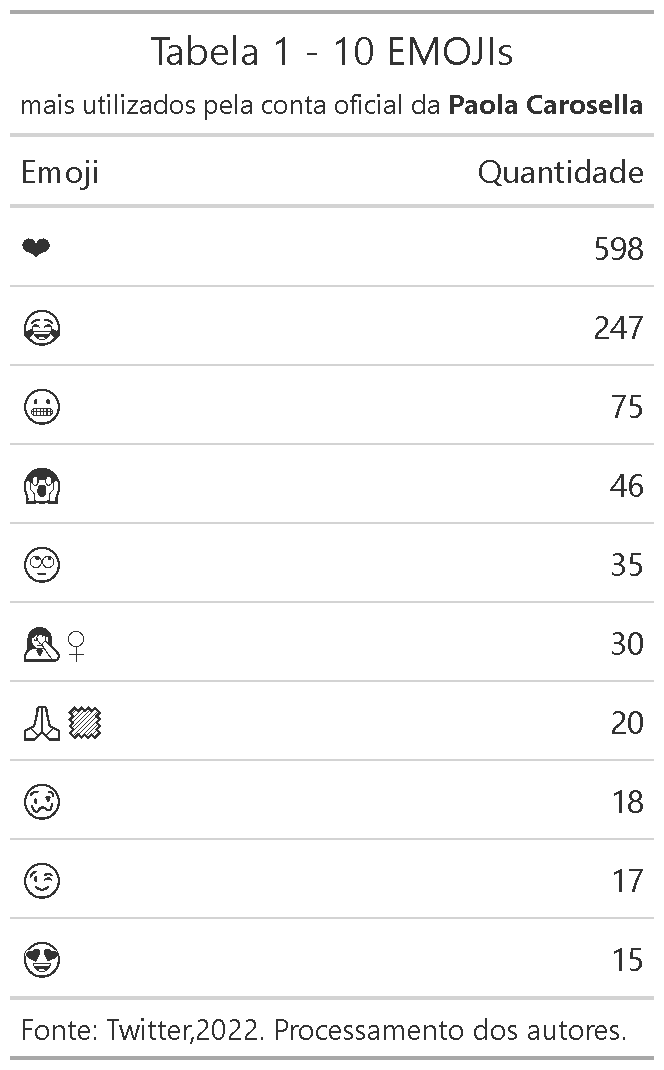 Tabela 1 - 10 EMOJIs
mais utilizados pela conta oficial da Paola Carosella
Emoji Quantidade
❤ 598
😂 247
😬 75
😱 46
🙄 35
🤦♀ 30
🙏🏼 20
🥴 18
😉 17
😍 15
Fonte: Twitter,2022. Processamento dos autores.